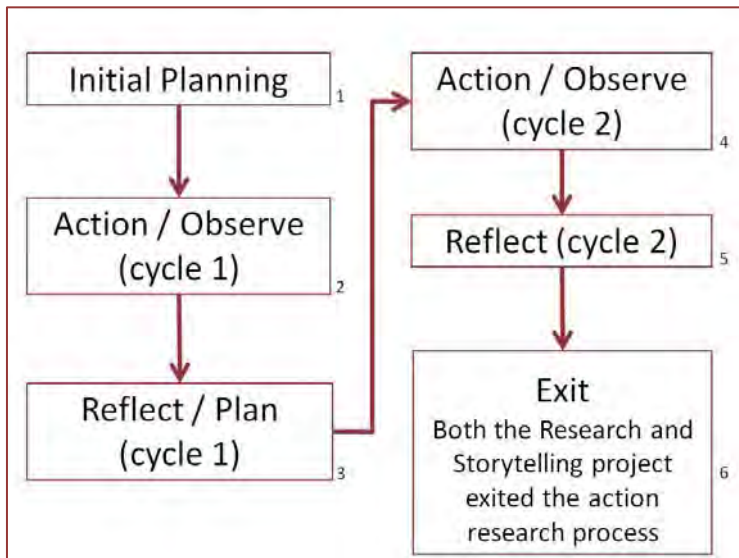 Initial Planning
1
Action / Observe
(cycle 1)
2
Reflect / Plan
(cycle 1)
3
Action / Observe
(cycle 2)
4
Reflect (cycle 2)
5
Exit
Both the Research and
Storytelling project
exited the action
research process
6